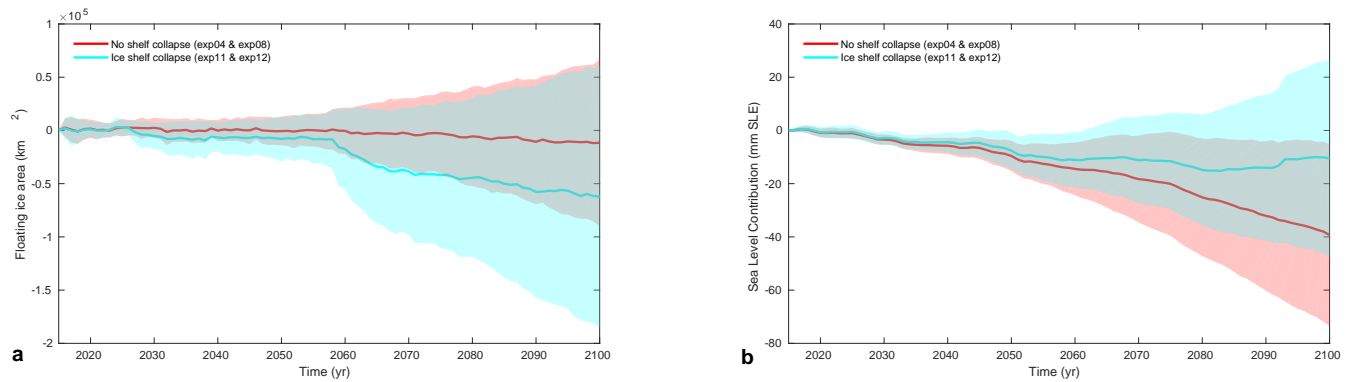 1 × 10^5
No shelf collapse (exp04 & exp08)
Ice shelf collapse (exp11 & exp12)
0.5
0
-0.5
-1
-1.5
-2
Floating ice area (km^2)
2020 2030 2040 2050 2060 2070 2080 2090 2100
Time (yr)
a
40
No shelf collapse (exp04 & exp08)
Ice shelf collapse (exp11 & exp12)
20
0
-20
-40
-60
-80
Sea Level Contribution (mm SLE)
2020 2030 2040 2050 2060 2070 2080 2090 2100
Time (yr)
b